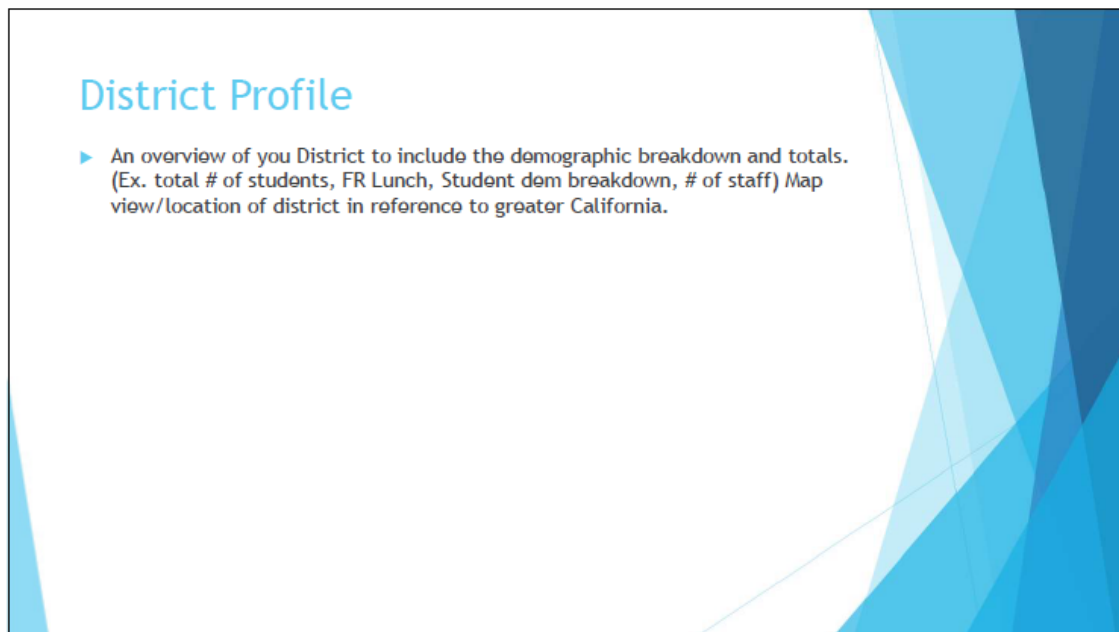 District Profile
An overview of you District to include the demographic breakdown and totals.
(Ex. total # of students, FR Lunch, Student dem breakdown, # of staff) Map
view/location of district in reference to greater California.